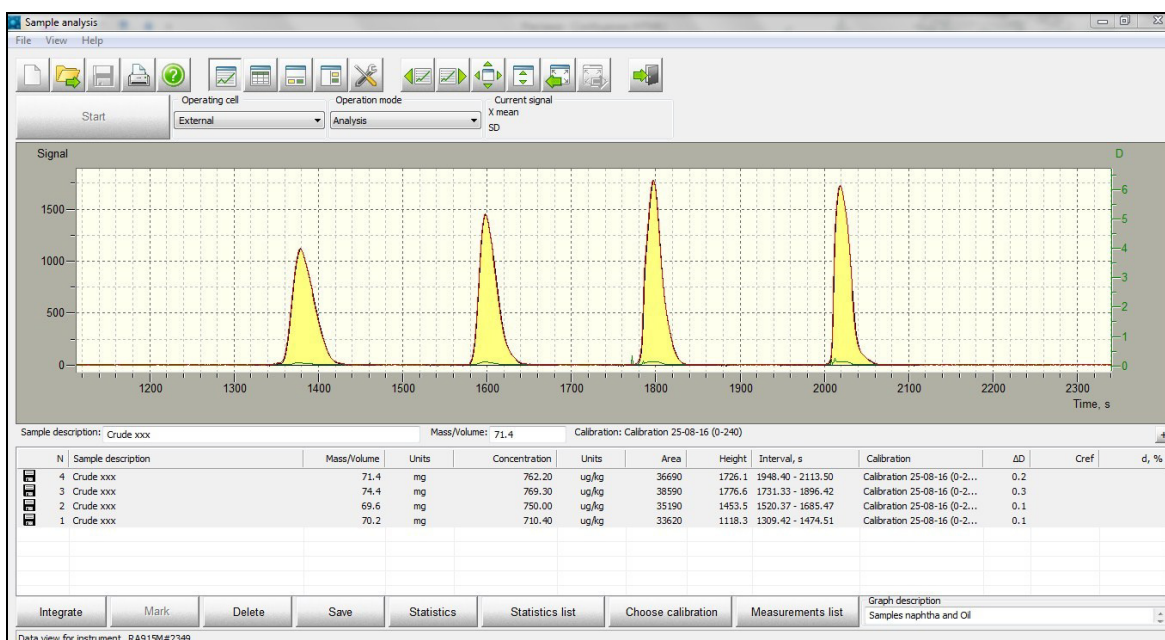 Sample analysis
File View Help
Start
Operating cell
External
Operation mode
Analysis
Current signal
X mean
SD
Signal
D
1500
1000
500
0
6
5
4
3
2
1
0
1200 1300 1400 1500 1600 1700 1800 1900 2000 2100 2200 2300
Time, s
Sample description: Crude xxx Mass/Volume: 71.4 Calibration: Calibration 25-08-16 (0-240)
N Sample description Mass/Volume Units Concentration Units Area Height Interval, s Calibration ΔD Cref d, %
4 Crude xxx 71.4 mg 762.20 ug/kg 36690 1726.1 1948.40 - 2113.50 Calibration 25-08-16 (0-2... 0.2
3 Crude xxx 74.4 mg 769.30 ug/kg 38590 1776.6 1731.33 - 1896.42 Calibration 25-08-16 (0-2... 0.3
2 Crude xxx 69.6 mg 750.00 ug/kg 35190 1453.5 1520.37 - 1685.47 Calibration 25-08-16 (0-2... 0.1
1 Crude xxx 70.2 mg 710.40 ug/kg 33620 1118.3 1309.42 - 1474.51 Calibration 25-08-16 (0-2... 0.1
Integrate Mark Delete Save Statistics Statistics list Choose calibration Measurements list
Graph description
Samples naphtha and Oil
Data view for instrument RA915M#2349